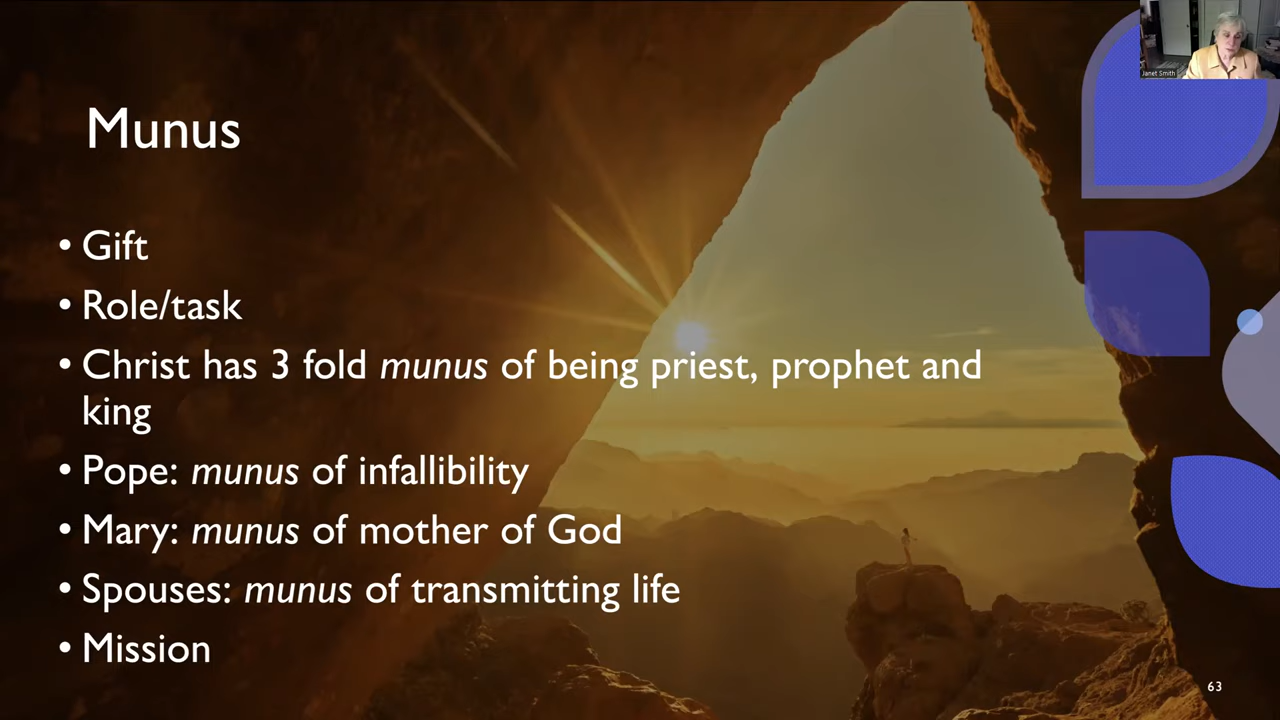 Munus
• Gift
• Role/task
• Christ has 3 fold munus of being priest, prophet and
king
• Pope: munus of infallibility
• Mary: munus of mother of God
• Spouses: munus of transmitting life
• Mission
Janet Smith
63